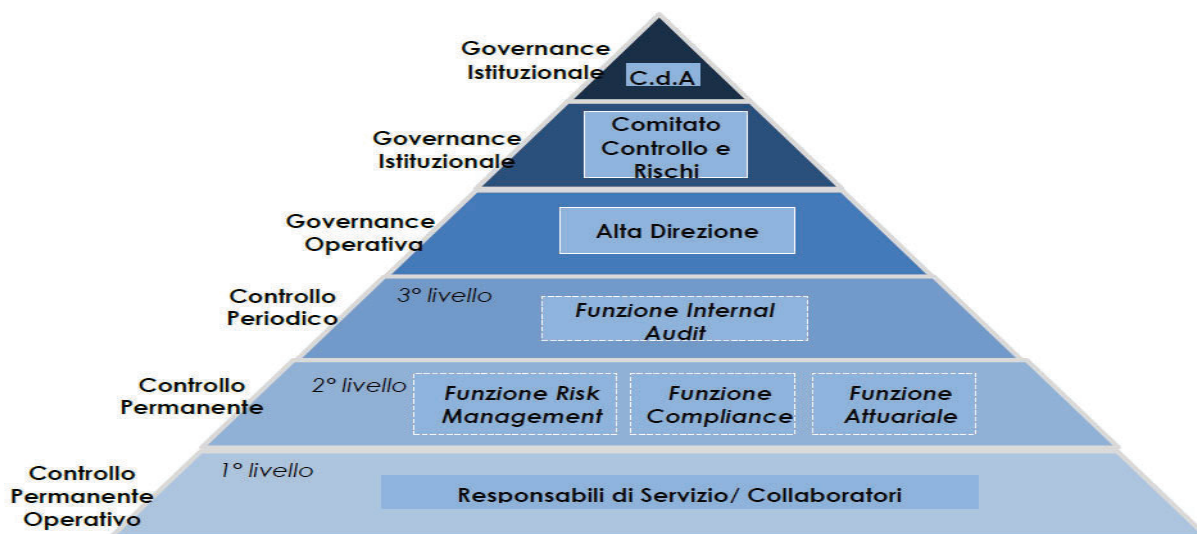 Governance
Istituzionale
C.d.A
Governance
Istituzionale
Comitato
Controllo e
Rischi
Governance
Operativa
Alta Direzione
Controllo
Periodico
3° livello
Funzione Internal
Audit
Controllo
Permanente
2° livello
Funzione Risk
Management
Funzione
Compliance
Funzione
Attuariale
Controllo
Permanente
Operativo
1° livello
Responsabili di Servizio/ Collaboratori